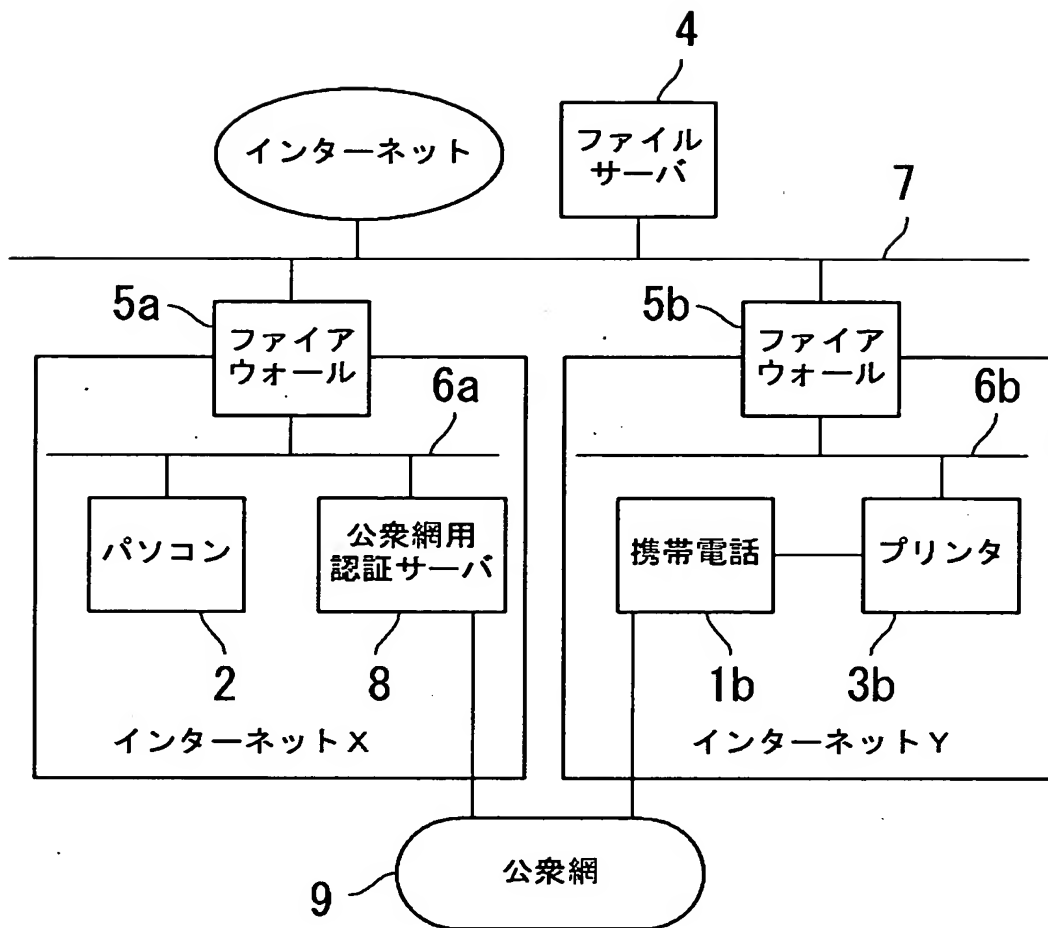 4
インターネット
ファイル
サーバ
7
5a
ファイア
ウォール
5b
ファイア
ウォール
6a
6b
パソコン
公衆網用
認証サーバ
携帯電話
プリンタ
2
8
1b
3b
インターネットX
インターネットY
公衆網
9